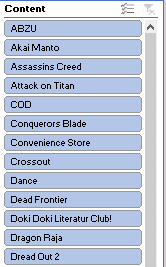 Content
ABZU
Akai Manto
Assassins Creed
Attack on Titan
COD
Conquerors Blade
Convenience Store
Crossout
Dance
Dead Frontier
Doki Doki Literatur Club!
Dragon Raja
Dread Out 2